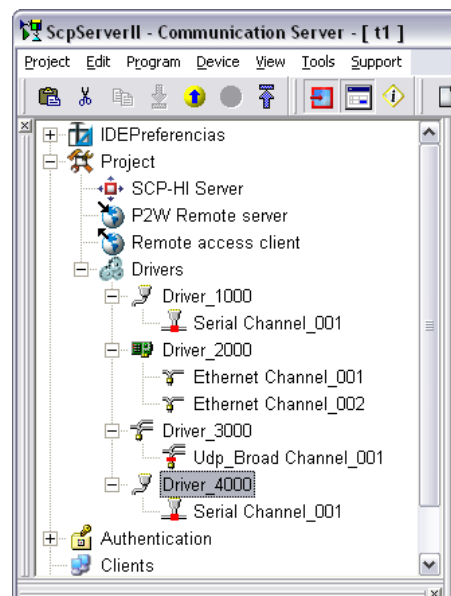 ScpServerII - Communication Server - [ t1 ]
Project Edit Program Device View Tools Support
IDEPreferencias
Project
SCP-HI Server
P2W Remote server
Remote access client
Drivers
Driver_1000
Serial Channel_001
Driver_2000
Ethernet Channel_001
Ethernet Channel_002
Driver_3000
Udp_Broad Channel_001
Driver_4000
Serial Channel_001
Authentication
Clients